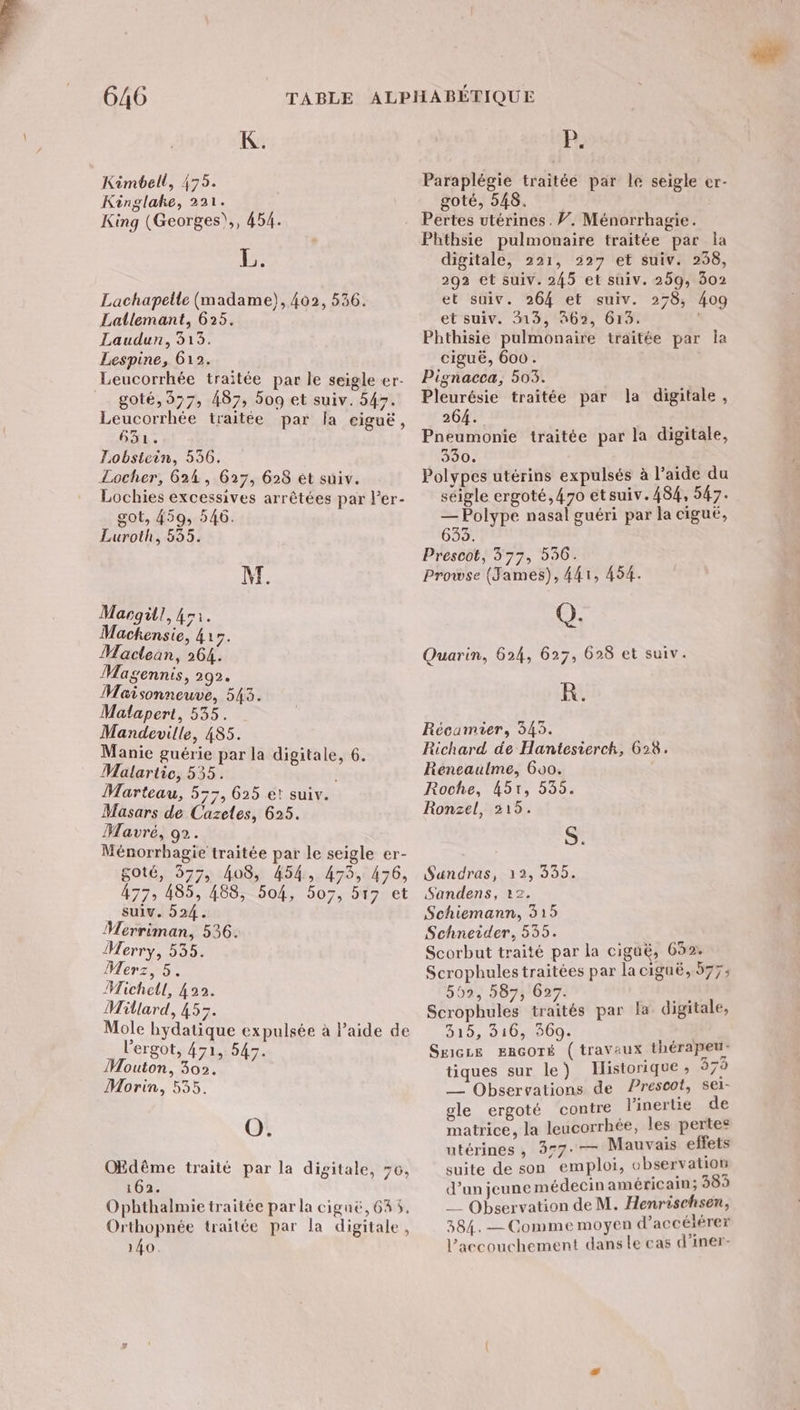 646 TABLE ALPHABÉTIQUE
K.
Kimbell, 475.
Kinglake, 221.
King (Georges),, 454.
L.
Lachapelle (madame), 402, 536.
Lallemant, 625.
Laudun, 313.
Lespine, 612.
Leucorrhée traitée par le seigle er-
goté, 377, 487, 509 et suiv. 547.
Leucorrhée traitée par la ciguë,
631.
Lobstein, 536.
Locher, 624, 627, 628 et suiv.
Lochies excessives arrêtées par l'er-
got, 459, 546.
Luroth, 535.
M.
Macgill, 471.
Machensie, 417.
Maclean, 264.
Magennis, 292.
Maisonneuve, 543.
Malapert, 535.
Mandeville, 485.
Manie guérie par la digitale, 6.
Malartic, 535.
Marteau, 577, 625 et suiv.
Masars de Cazeles, 625.
Mavré, 92.
Ménorrhagie traitée par le seigle er-
goté, 377, 408, 454, 473, 476,
477, 485, 488, 504, 507, 517 et
suiv. 524.
Merriman, 536.
Merry, 535.
Merz, 5.
Michell, 422.
Millard, 457.
Mole hydatique expulsée à l'aide de
l'ergot, 471, 547.
Mouton, 302.
Morin, 535.
O.
Œdême traité par la digitale, 76,
162.
Ophthalmie traitée par la ciguë, 635.
Orthopnée traitée par la digitale,
140.
P.
Paraplégie traitée par le seigle er-
goté, 548.
Pertes utérines. V. Ménorrhagie.
Phthsie pulmonaire traitée par la
digitale, 221, 227 et suiv. 238,
292 et suiv. 245 et suiv. 259, 302
et suiv. 264 et suiv. 278, 409
et suiv. 313, 362, 613.
Phthisie pulmonaire traitée par la
ciguë, 600.
Pignacca, 503.
Pleurésie traitée par la digitale,
264.
Pneumonie traitée par la digitale,
330.
Polypes utérins expulsés à l'aide du
seigle ergoté, 470 et suiv. 484, 547.
— Polype nasal guéri par la ciguë,
633.
Prescot, 377, 536.
Prowse (James), 441, 454.
Q.
Quarin, 624, 627, 628 et suiv.
R.
Récamier, 345.
Richard de Hantesierch, 628.
Réneaulme, 600.
Roche, 451, 535.
Ronzel, 215.
S.
Sandras, 12, 335.
Sandens, 12.
Schiemann, 315
Schneider, 535.
Scorbut traité par la ciguë, 632.
Scrophules traitées par la ciguë, 577,
592, 587, 627.
Scrophules traités par la digitale,
315, 316, 369.
SEIGLE ERGOTÉ (travaux thérapeu-
tiques sur le) Historique, 375
— Observations de Prescot, sei-
gle ergoté contre l'inertie de
matrice, la leucorrhée, les pertes
utérines, 377. — Mauvais effets
suite de son emploi, observation
d'un jeune médecin américain; 383
— Observation de M. Henrischsen,
384. — Comme moyen d'accélérer
l'accouchement dans le cas d'iner-